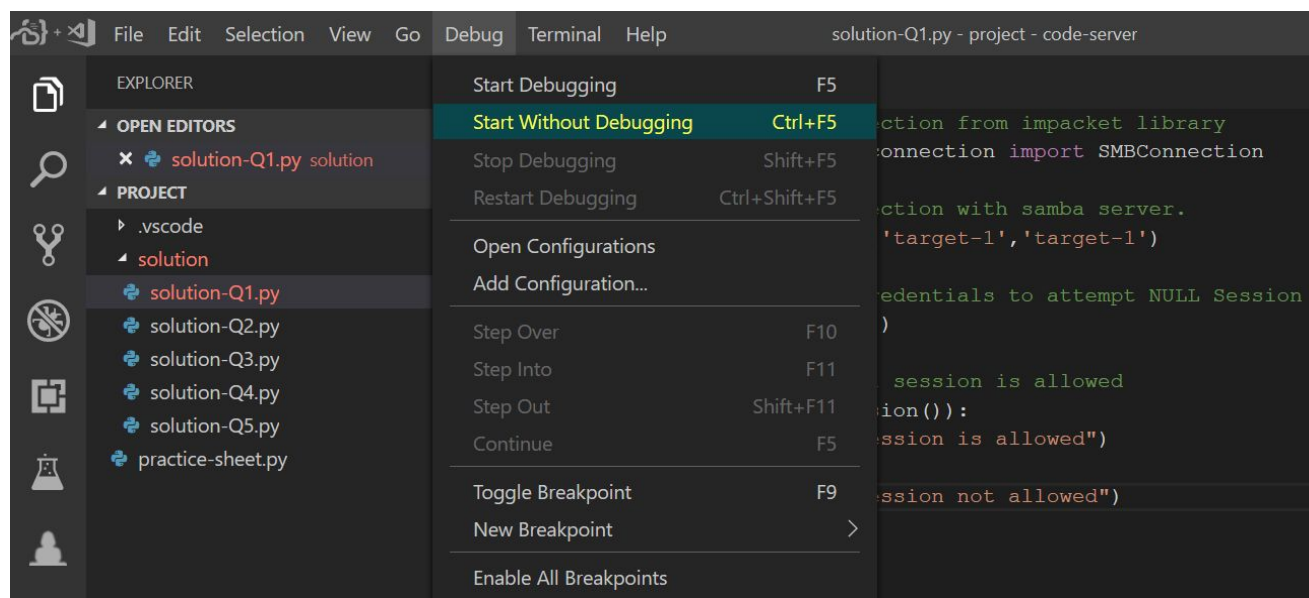 File Edit Selection View Go Debug Terminal Help solution-Q1.py - project - code-server
EXPLORER
OPEN EDITORS
solution-Q1.py solution
PROJECT
.vscode
solution
solution-Q1.py
solution-Q2.py
solution-Q3.py
solution-Q4.py
solution-Q5.py
practice-sheet.py
Start Debugging F5
Start Without Debugging Ctrl+F5
Stop Debugging Shift+F5
Restart Debugging Ctrl+Shift+F5
Open Configurations
Add Configuration...
Step Over F10
Step Into F11
Step Out Shift+F11
Continue F5
Toggle Breakpoint F9
New Breakpoint
Enable All Breakpoints
ction from impacket library
connection import SMBConnection
ction with samba server.
'target-1','target-1')
edentials to attempt NULL Session
)
session is allowed
ion()):
ssion is allowed")
ssion not allowed")